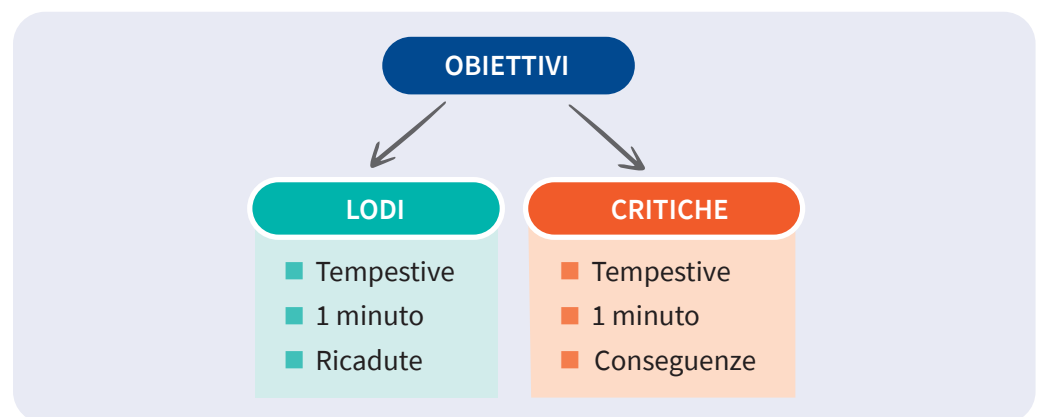 OBIETTIVI
LODI
Tempestive
1 minuto
Ricadute
CRITICHE
Tempestive
1 minuto
Conseguenze